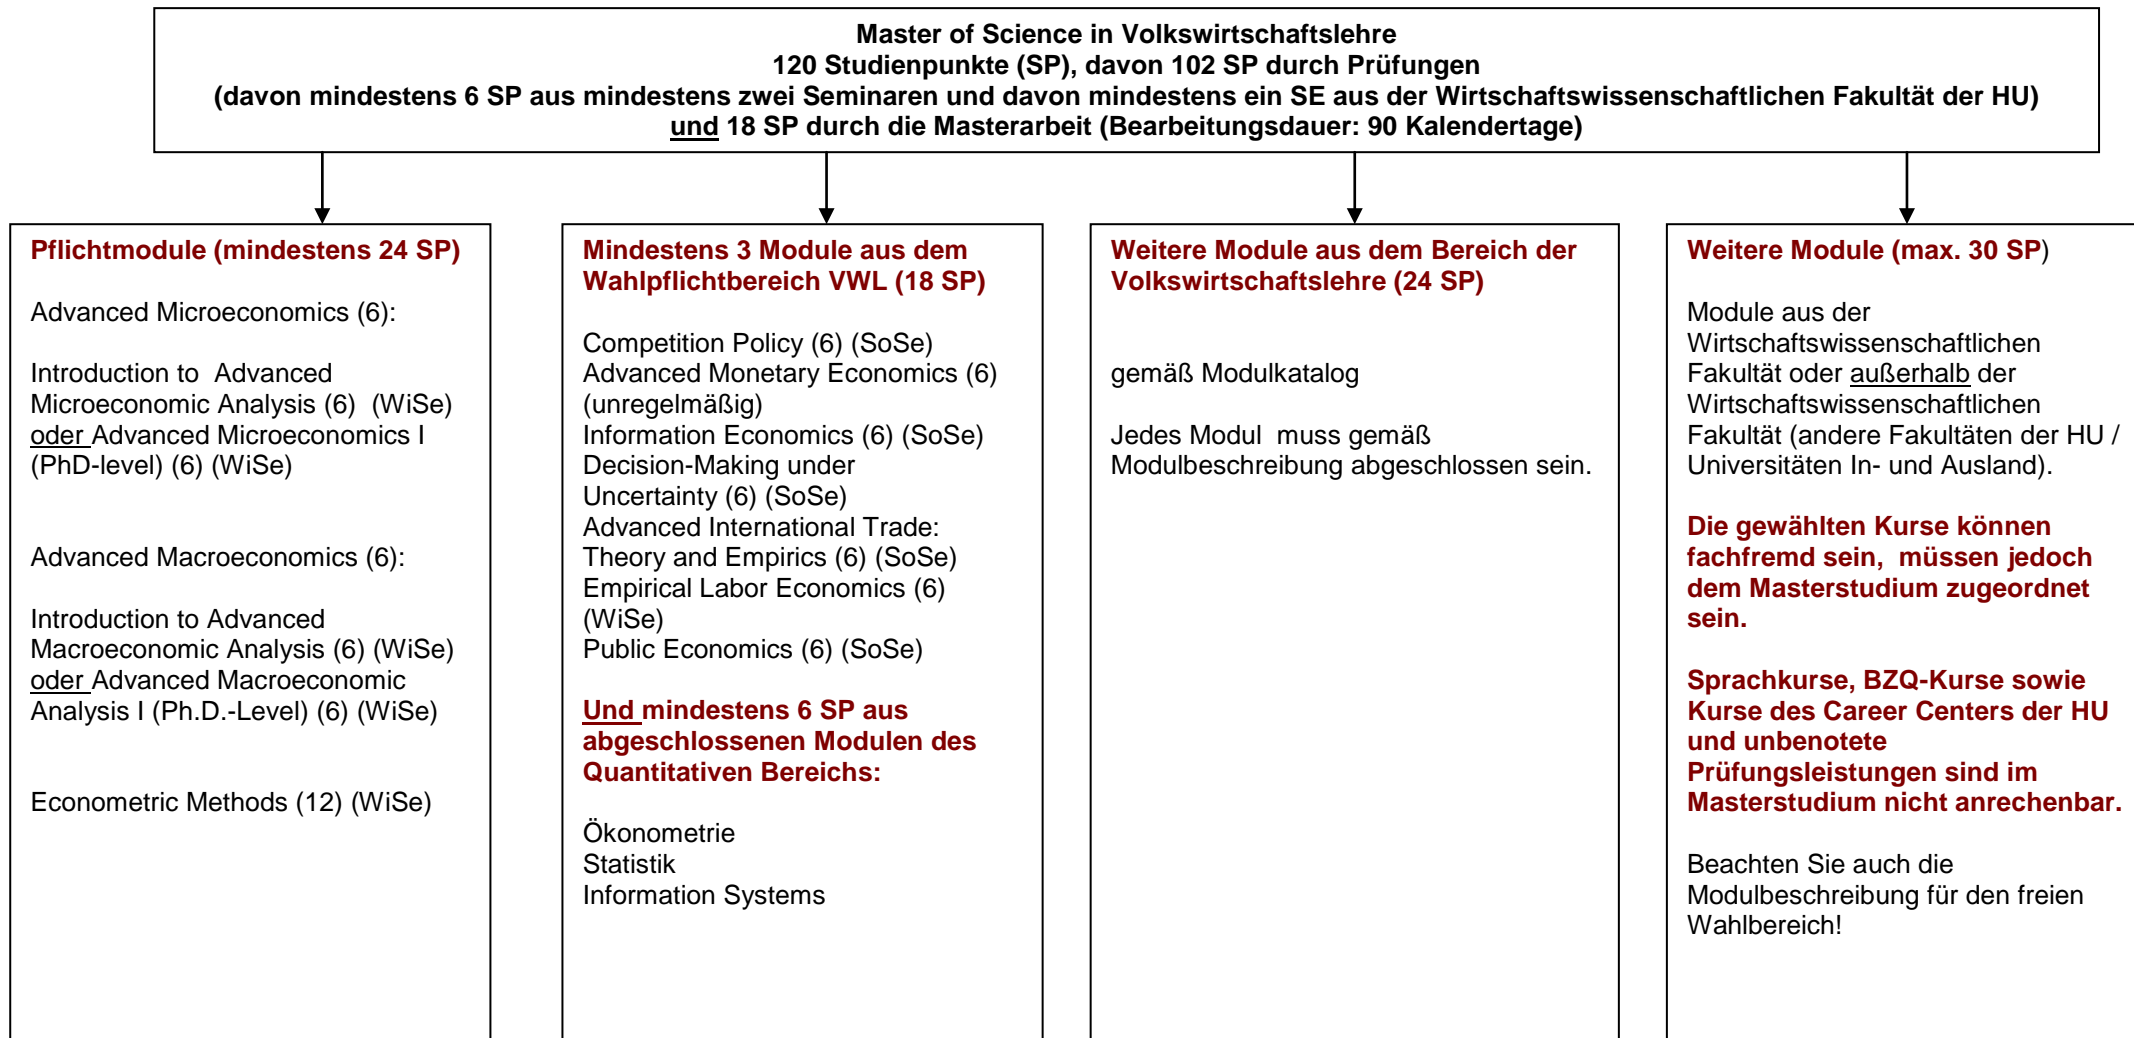 Master of Science in Volkswirtschaftslehre
120 Studienpunkte (SP), davon 102 SP durch Prüfungen
(davon mindestens 6 SP aus mindestens zwei Seminaren und davon mindestens ein SE aus der Wirtschaftswissenschaftlichen Fakultät der HU)
und 18 SP durch die Masterarbeit (Bearbeitungsdauer: 90 Kalendertage)
Pflichtmodule (mindestens 24 SP)
Advanced Microeconomics (6):
Introduction to Advanced
Microeconomic Analysis (6) (WiSe)
oder Advanced Microeconomics I
(PhD-level) (6) (WiSe)
Advanced Macroeconomics (6):
Introduction to Advanced
Macroeconomic Analysis (6) (WiSe)
oder Advanced Macroeconomic
Analysis I (Ph.D.-Level) (6) (WiSe)
Econometric Methods (12) (WiSe)
Mindestens 3 Module aus dem
Wahlpflichtbereich VWL (18 SP)
Competition Policy (6) (SoSe)
Advanced Monetary Economics (6)
(unregelmäßig)
Information Economics (6) (SoSe)
Decision-Making under
Uncertainty (6) (SoSe)
Advanced International Trade:
Theory and Empirics (6) (SoSe)
Empirical Labor Economics (6)
(WiSe)
Public Economics (6) (SoSe)
Und mindestens 6 SP aus
abgeschlossenen Modulen des
Quantitativen Bereichs:
Ökonometrie
Statistik
Information Systems
Weitere Module aus dem Bereich der
Volkswirtschaftslehre (24 SP)
gemäß Modulkatalog
Jedes Modul muss gemäß
Modulbeschreibung abgeschlossen sein.
Weitere Module (max. 30 SP)
Module aus der
Wirtschaftswissenschaftlichen
Fakultät oder außerhalb der
Wirtschaftswissenschaftlichen
Fakultät (andere Fakultäten der HU /
Universitäten In- und Ausland).
Die gewählten Kurse können
fachfremd sein, müssen jedoch
dem Masterstudium zugeordnet
sein.
Sprachkurse, BZQ-Kurse sowie
Kurse des Career Centers der HU
und unbenotete
Prüfungsleistungen sind im
Masterstudium nicht anrechenbar.
Beachten Sie auch die
Modulbeschreibung für den freien
Wahlbereich!